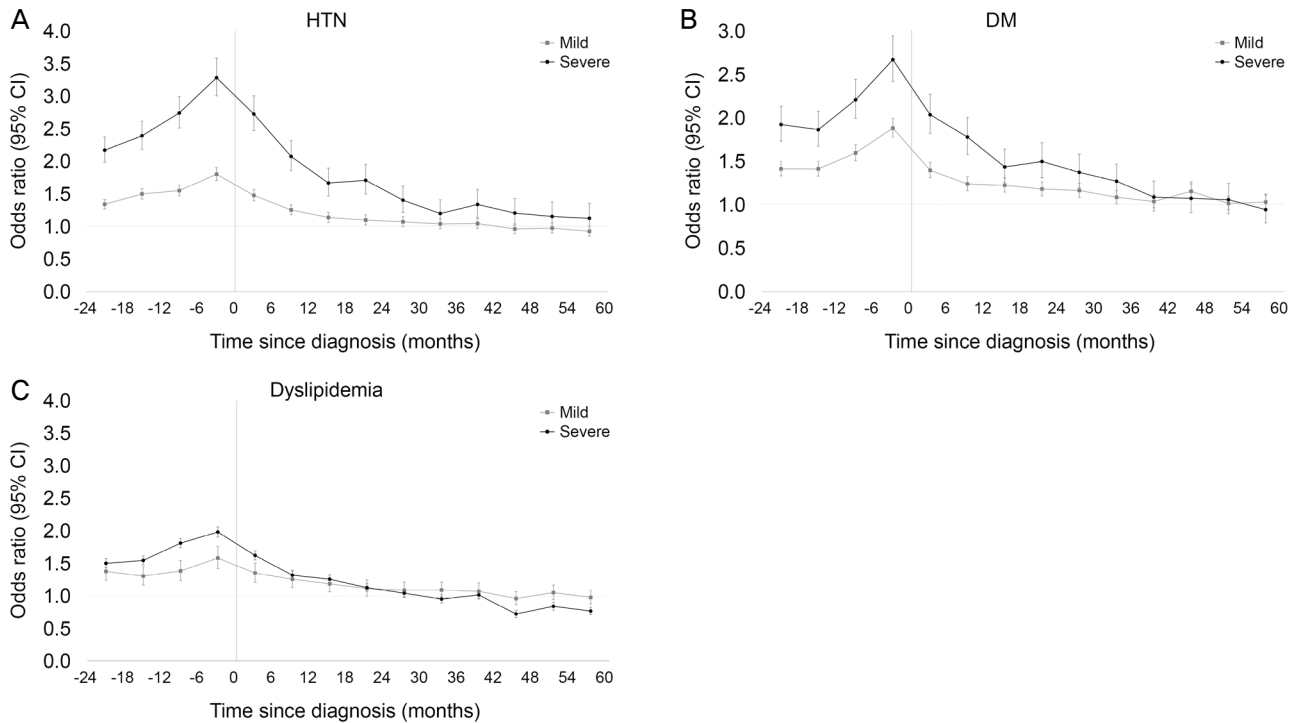 A
HTN
4.0
3.5
3.0
2.5
2.0
1.5
1.0
0.5
0.0
Odds ratio (95% CI)
Mild
Severe
-24 -18 -12 -6 0 6 12 18 24 30 36 42 48 54 60
Time since diagnosis (months)
B
DM
3.0
2.5
2.0
1.5
1.0
0.5
0.0
Odds ratio (95% CI)
Mild
Severe
-24 -18 -12 -6 0 6 12 18 24 30 36 42 48 54 60
Time since diagnosis (months)
C
Dyslipidemia
4.0
3.5
3.0
2.5
2.0
1.5
1.0
0.5
0.0
Odds ratio (95% CI)
Mild
Severe
-24 -18 -12 -6 0 6 12 18 24 30 36 42 48 54 60
Time since diagnosis (months)